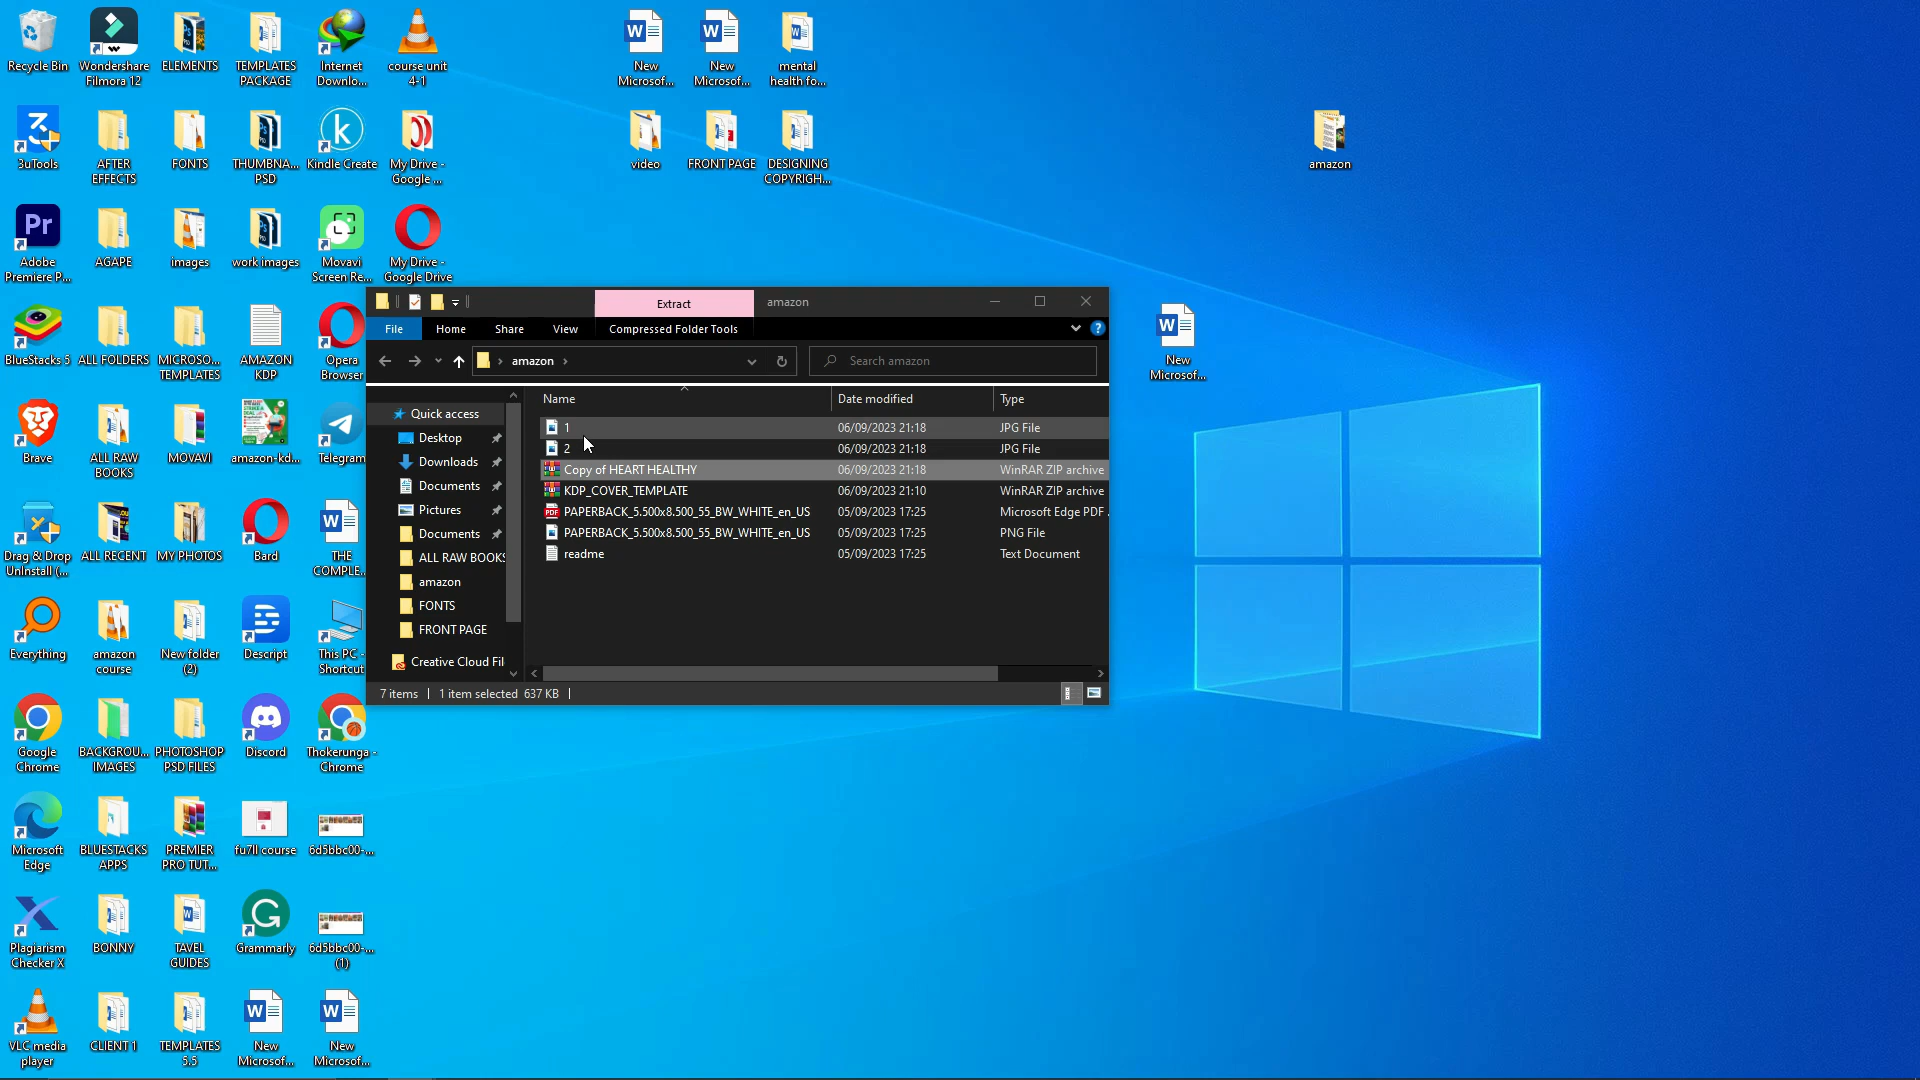 Recycle Bin
Wondershare
Filmora 12
ELEMENTS
TEMPLATES
PACKAGE
Internet
Downlo...
course unit
4-1
New
Microsof...
New
Microsof...
mental
health fo...
3uTools
AFTER
EFFECTS
FONTS
THUMBNA...
PSD
Kindle Create
My Drive -
Google ...
video
FRONT PAGE
DESIGNING
COPYRIGH...
amazon
Adobe
Premiere P...
AGAPE
images
work images
Movavi
Screen Re...
My Drive -
Google Drive
BlueStacks 5
ALL FOLDERS
MICROSO...
TEMPLATES
AMAZON
KDP
Opera
Browser
New
Microsof...
Brave
ALL RAW
BOOKS
MOVAVI
amazon-kd...
Telegram
Drag & Drop
UnInstall (...
ALL RECENT
MY PHOTOS
Bard
THE
COMPLE...
Everything
amazon
course
New folder
(2)
Descript
This PC -
Shortcut
Google
Chrome
BACKGROU...
IMAGES
PHOTOSHOP
PSD FILES
Discord
Thokerunga -
Chrome
Microsoft
Edge
BLUESTACKS
APPS
PREMIER
PRO TUT...
fu7ll course
6d5bbc00-...
Plagiarism
Checker X
BONNY
TAVEL
GUIDES
Grammarly
6d5bbc00-...
(1)
VLC media
player
CLIENT 1
TEMPLATES
5.5
New
Microsof...
New
Microsof...
Extract
amazon
File
Home
Share
View
Compressed Folder Tools
amazon
Search amazon
Name
Date modified
Type
Quick access
Desktop
Downloads
Documents
Pictures
Documents
ALL RAW BOOKS
amazon
FONTS
FRONT PAGE
Creative Cloud Fil
1 06/09/2023 21:18 JPG File
2 06/09/2023 21:18 JPG File
Copy of HEART HEALTHY 06/09/2023 21:18 WinRAR ZIP archive
KDP_COVER_TEMPLATE 06/09/2023 21:10 WinRAR ZIP archive
PAPERBACK_5.500x8.500_55_BW_WHITE_en_US 05/09/2023 17:25 Microsoft Edge PDF
PAPERBACK_5.500x8.500_55_BW_WHITE_en_US 05/09/2023 17:25 PNG File
readme 05/09/2023 17:25 Text Document
7 items
1 item selected 637 KB